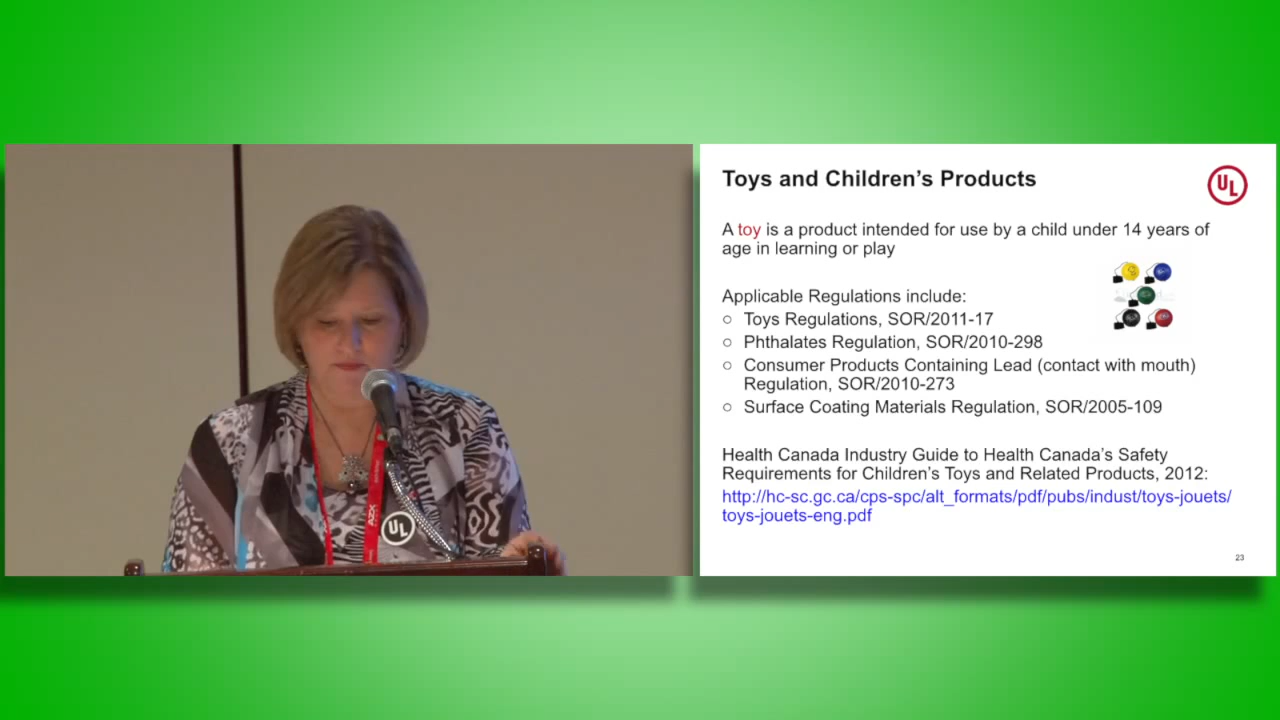 Toys and Children's Products
UL
A toy is a product intended for use by a child under 14 years of
age in learning or play
Applicable Regulations include:
○ Toys Regulations, SOR/2011-17
○ Phthalates Regulation, SOR/2010-298
○ Consumer Products Containing Lead (contact with mouth)
Regulation, SOR/2010-273
○ Surface Coating Materials Regulation, SOR/2005-109
Health Canada Industry Guide to Health Canada's Safety
Requirements for Children's Toys and Related Products, 2012:
http://hc-sc.gc.ca/cps-spc/alt_formats/pdf/pubs/indust/toys-jouets/
toys-jouets-eng.pdf
23
UL